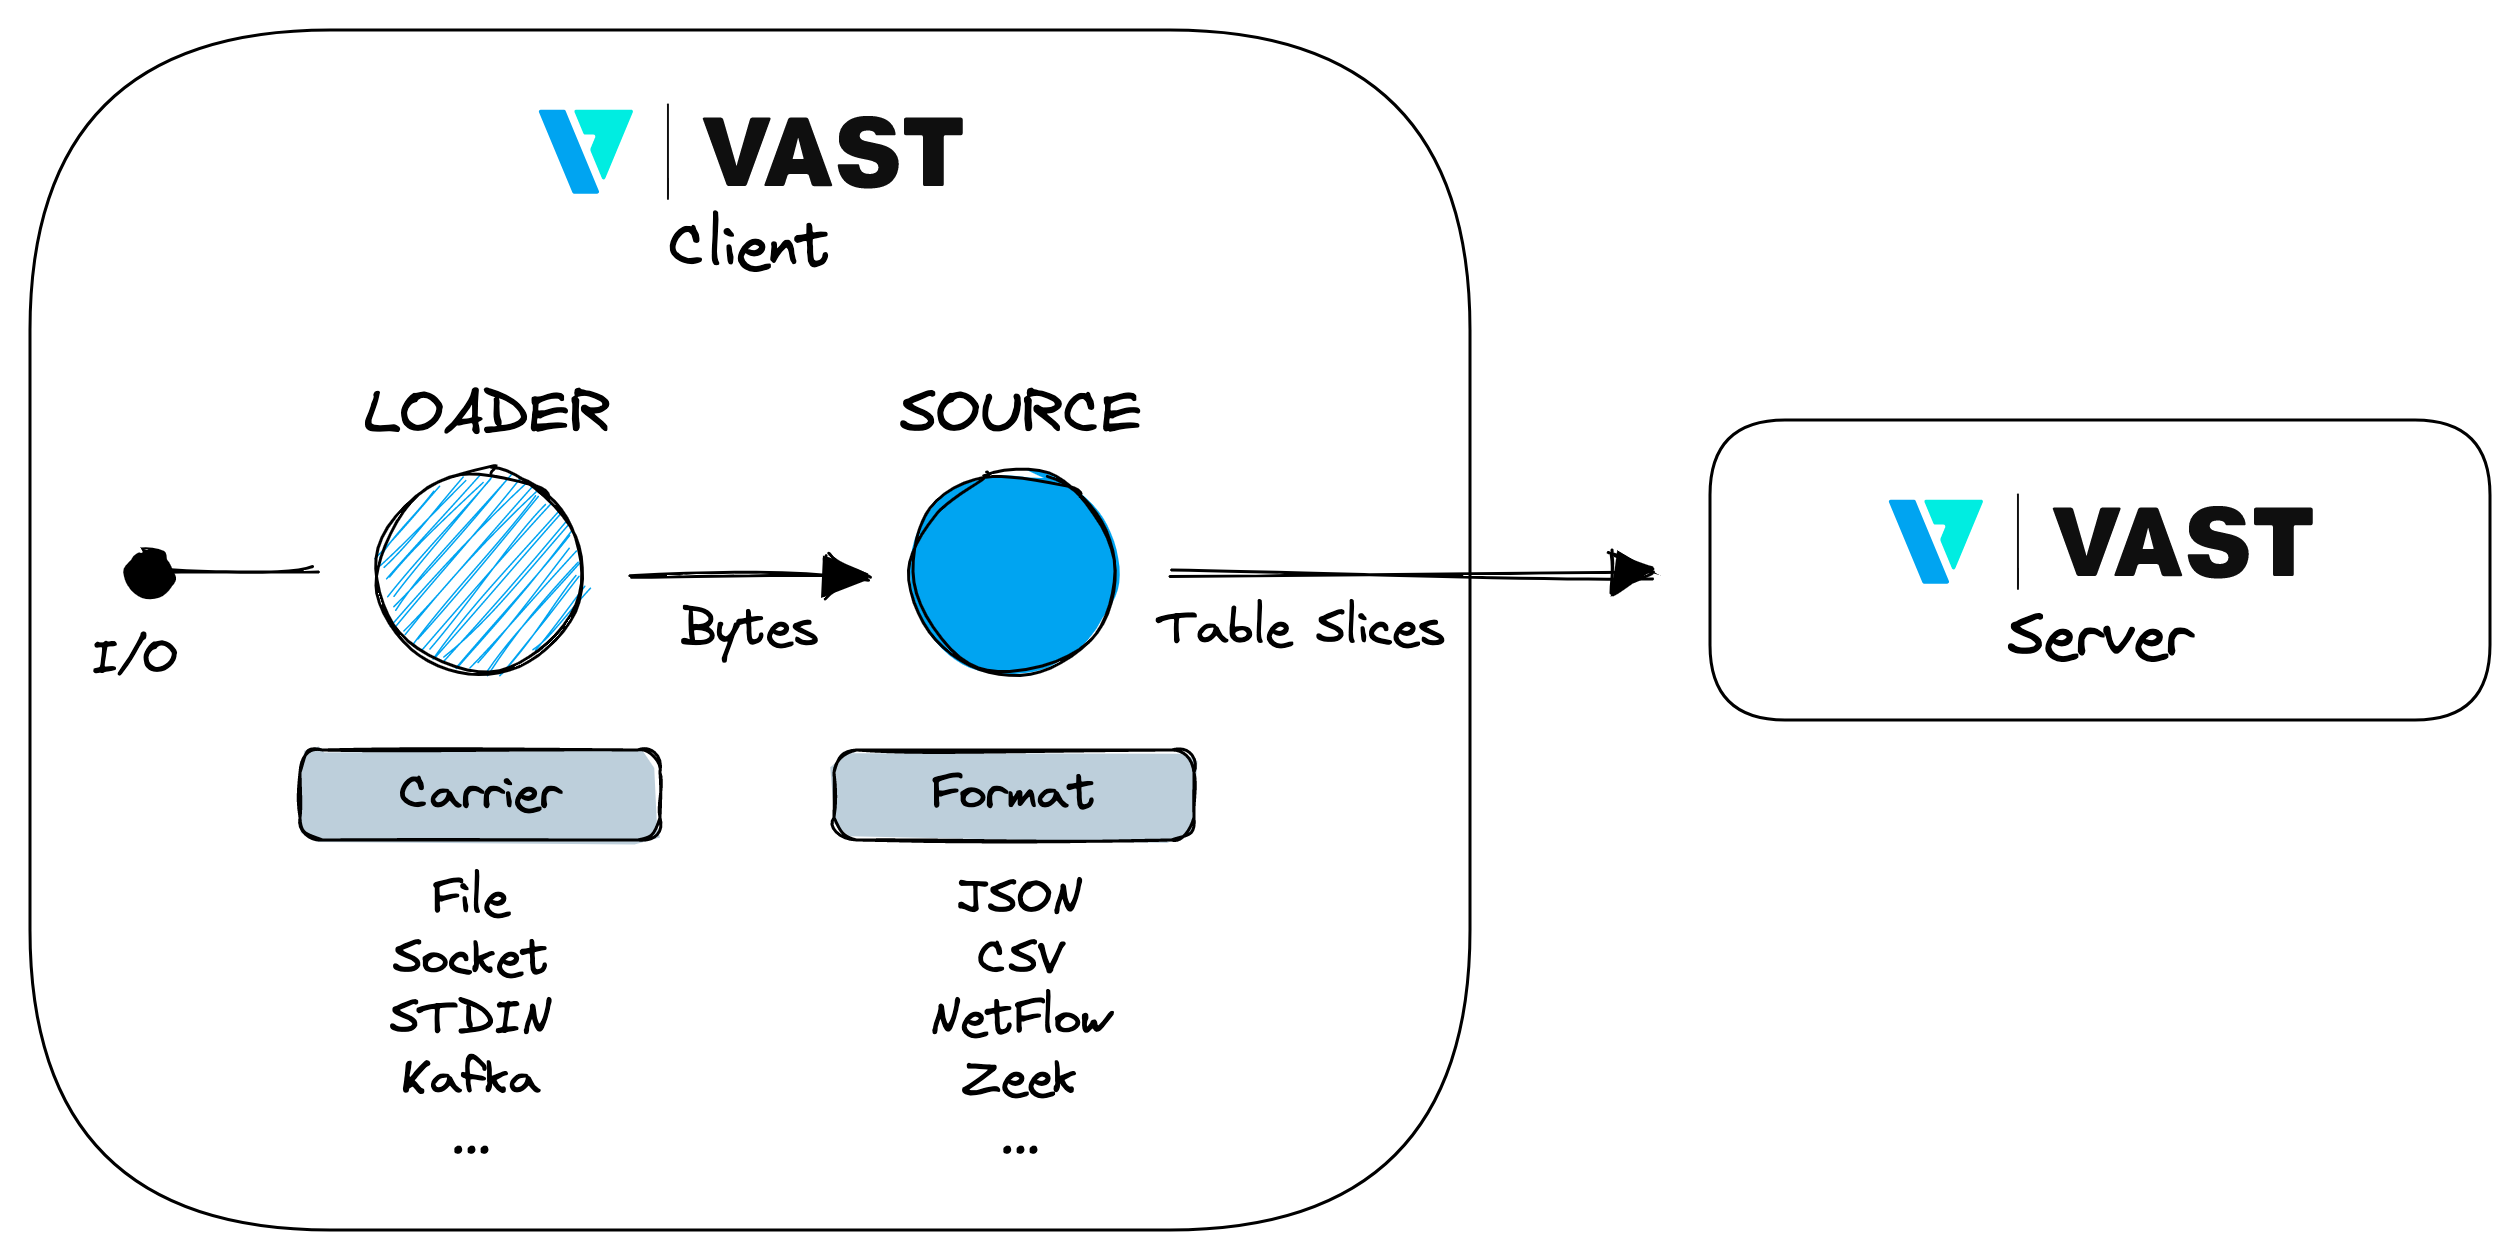 VAST
Client
LOADER
SOURCE
I/O
Bytes
Table Slices
VAST
Server
Carrier
File
Socket
STDIN
Kafka
...
Format
JSON
CSV
NetFlow
Zeek
...